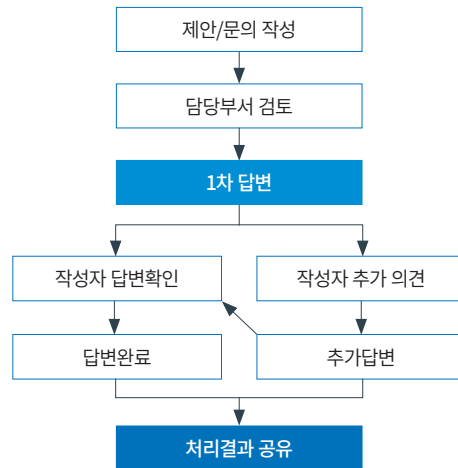 제안/문의 작성
담당부서 검토
1차 답변
작성자 답변확인
작성자 추가 의견
답변완료
추가답변
처리결과 공유